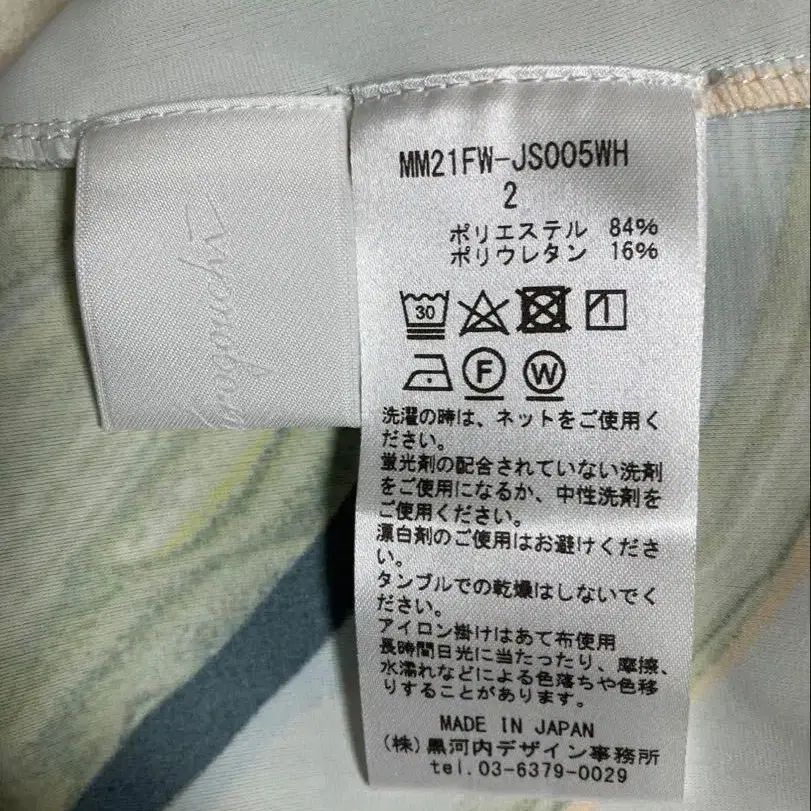 MM21FW-JS005WH
2
ポリエステル 84%
ポリウレタン 16%
30
F
W
洗濯の時は、ネットをご使用く
ださい。
蛍光剤の配合されていない洗剤
をご使用になるか、中性洗剤を
ご使用ください。
漂白剤のご使用はお避けくださ
い。
タンブルでの乾燥はしないでく
ださい。
アイロン掛けはあて布使用
長時間日光に当たったり、摩擦、
水濡れなどによる色落ちや色移
りすることがあります。
MADE IN JAPAN
(株)黒河内デザイン事務所
tel.03-6379-0029